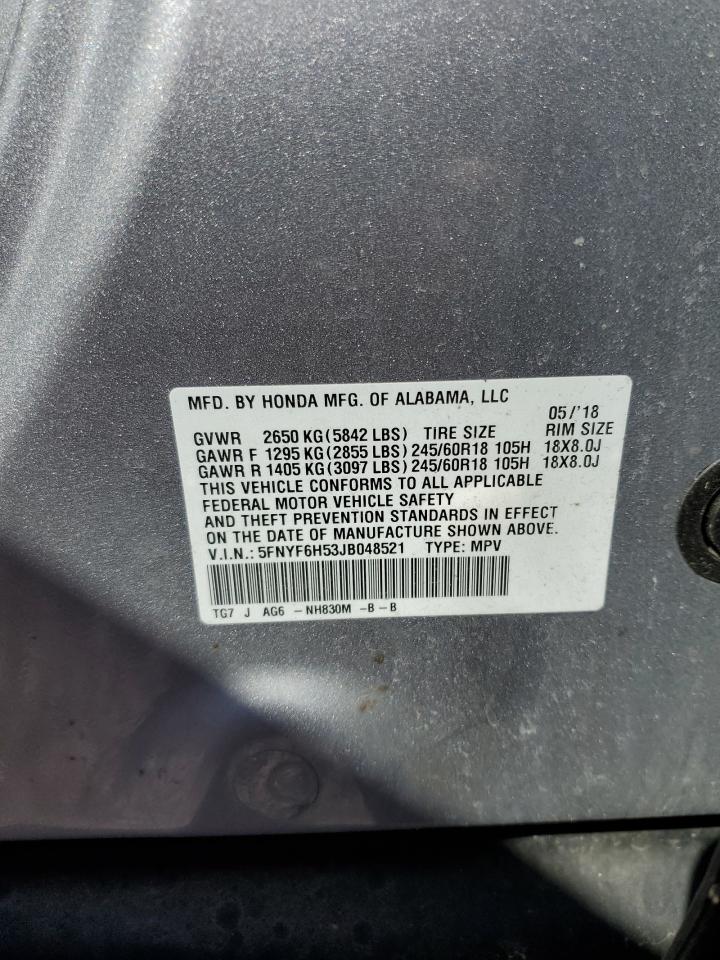 MFD. BY HONDA MFG. OF ALABAMA, LLC
05/'18
GVWR 2650 KG (5842 LBS) TIRE SIZE RIM SIZE
GAWR F 1295 KG (2855 LBS) 245/60R18 105H 18X8.0J
GAWR R 1405 KG (3097 LBS) 245/60R18 105H 18X8.0J
THIS VEHICLE CONFORMS TO ALL APPLICABLE
FEDERAL MOTOR VEHICLE SAFETY
AND THEFT PREVENTION STANDARDS IN EFFECT
ON THE DATE OF MANUFACTURE SHOWN ABOVE.
V.I.N.: 5FNYF6H53JB048521 TYPE: MPV
TG7 J AG6 - NH830M -B - B